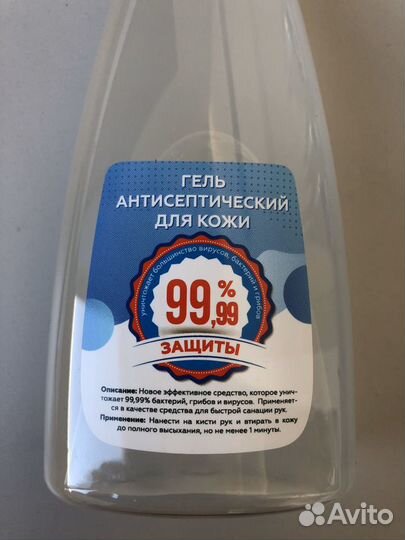 ГЕЛЬ
АНТИСЕПТИЧЕСКИЙ
ДЛЯ КОЖИ
уничтожает большинство вирусов, бактерий и грибов
99,99%
ЗАЩИТЫ
Описание: Новое эффективное средство, которое унич-
тожает 99,99% бактерий, грибов и вирусов. Применяет-
ся в качестве средства для быстрой санации рук.
Применение: Нанести на кисти рук и втирать в кожу
до полного высыхания, но не менее 1 минуты.
Avito